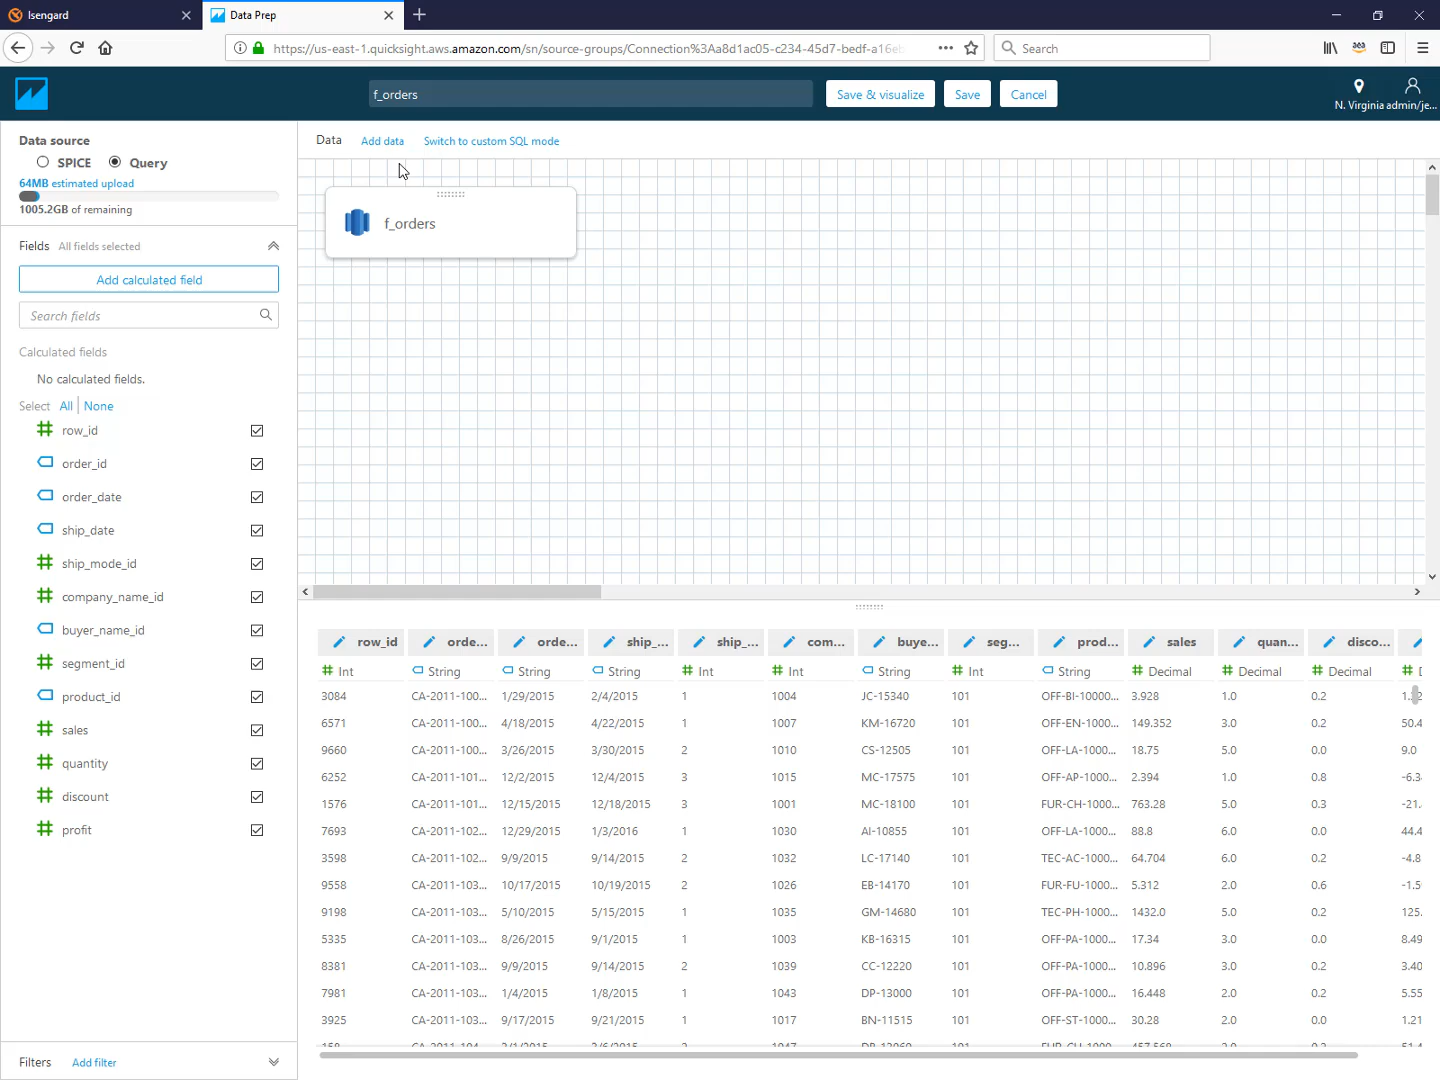 Isengard
Data Prep
https://us-east-1.quicksight.aws.amazon.com/sn/source-groups/Connection%3Aa8d1ac05-c234-45d7-bedf-a16eb
Search
f_orders
Save & visualize
Save
Cancel
N. Virginia admin/je...
Data source
SPICE
Query
64MB estimated upload
1005.2GB of remaining
Fields All fields selected
Add calculated field
Search fields
Calculated fields
No calculated fields.
Select All None
row_id
order_id
order_date
ship_date
ship_mode_id
company_name_id
buyer_name_id
segment_id
product_id
sales
quantity
discount
profit
Filters Add filter
Data Add data Switch to custom SQL mode
f_orders
row_id orde... orde... ship_... ship_... com... buye... seg... prod... sales quan... disco...
Int String String String Int Int String Int String Decimal Decimal Decimal
3084 CA-2011-100... 1/29/2015 2/4/2015 1 1004 JC-15340 101 OFF-BI-10000... 3.928 1.0 0.2
6571 CA-2011-100... 4/18/2015 4/22/2015 1 1007 KM-16720 101 OFF-EN-1000... 149.352 3.0 0.2 50.4
9660 CA-2011-100... 3/26/2015 3/30/2015 2 1010 CS-12505 101 OFF-LA-1000... 18.75 5.0 0.0 9.0
6252 CA-2011-101... 12/2/2015 12/4/2015 3 1015 MC-17575 101 OFF-AP-1000... 2.394 1.0 0.8 -6.3
1576 CA-2011-101... 12/15/2015 12/18/2015 3 1001 MC-18100 101 FUR-CH-1000... 763.28 5.0 0.3 -21.
7693 CA-2011-102... 12/29/2015 1/3/2016 1 1030 AI-10855 101 OFF-LA-1000... 88.8 6.0 0.0 44.4
3598 CA-2011-102... 9/9/2015 9/14/2015 2 1032 LC-17140 101 TEC-AC-1000... 64.704 6.0 0.2 -4.8
9558 CA-2011-103... 10/17/2015 10/19/2015 2 1026 EB-14170 101 FUR-FU-1000... 5.312 2.0 0.6 -1.5
9198 CA-2011-103... 5/10/2015 5/15/2015 1 1035 GM-14680 101 TEC-PH-1000... 1432.0 5.0 0.2 125.
5335 CA-2011-103... 8/26/2015 9/1/2015 1 1003 KB-16315 101 OFF-PA-1000... 17.34 3.0 0.0 8.49
8381 CA-2011-103... 9/9/2015 9/14/2015 2 1039 CC-12220 101 OFF-PA-1000... 10.896 3.0 0.2 3.40
7981 CA-2011-103... 1/4/2015 1/8/2015 1 1043 DP-13000 101 OFF-PA-1000... 16.448 2.0 0.2 5.55
3925 CA-2011-103... 9/17/2015 9/21/2015 1 1017 BN-11515 101 OFF-ST-1000... 30.28 2.0 0.0 1.21